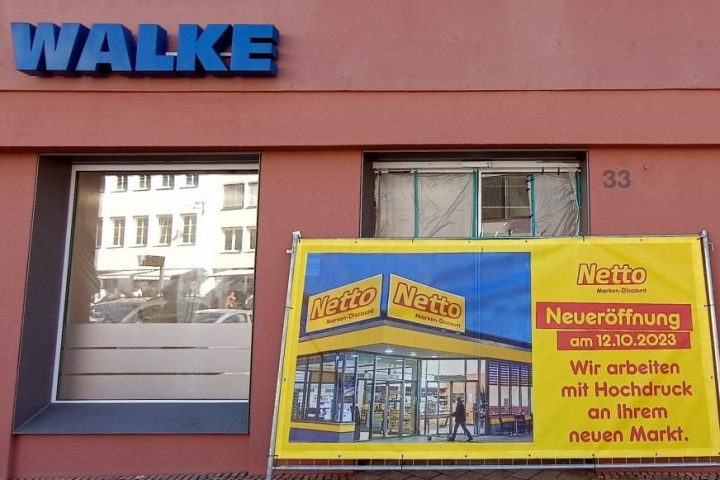 WALKE
33
Netto
Marken-Discount
Netto
Marken-Discount
Netto
Marken-Discount
Neueröffnung
am 12.10.2023
Wir arbeiten
mit Hochdruck
an Ihrem
neuen Markt.